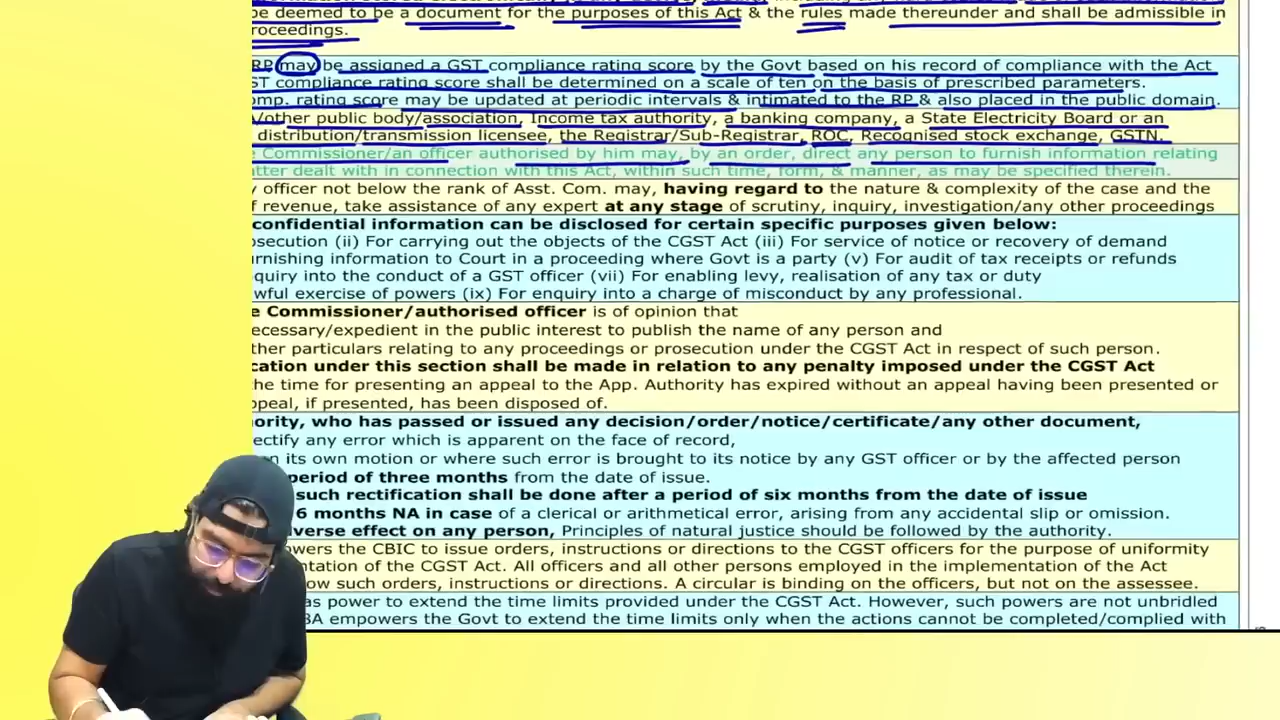 be deemed to be a document for the purposes of this Act & the rules made thereunder and shall be admissible in
roceedings.
RP may be assigned a GST compliance rating score by the Govt based on his record of compliance with the Act
ST compliance rating score shall be determined on a scale of ten on the basis of prescribed parameters.
omp. rating score may be updated at periodic intervals & intimated to the RP & also placed in the public domain.
/other public body/association, Income tax authority, a banking company, a State Electricity Board or an
distribution/transmission licensee, the Registrar/Sub-Registrar, ROC, Recognised stock exchange, GSTN.
e Commissioner/an officer authorised by him may, by an order, direct any person to furnish information relating
atter dealt with in connection with this Act, within such time, form, & manner, as may be specified therein.
y officer not below the rank of Asst. Com. may, having regard to the nature & complexity of the case and the
f revenue, take assistance of any expert at any stage of scrutiny, inquiry, investigation/any other proceedings
confidential information can be disclosed for certain specific purposes given below:
osecution (ii) For carrying out the objects of the CGST Act (iii) For service of notice or recovery of demand
urnishing information to Court in a proceeding where Govt is a party (v) For audit of tax receipts or refunds
nquiry into the conduct of a GST officer (vii) For enabling levy, realisation of any tax or duty
wful exercise of powers (ix) For enquiry into a charge of misconduct by any professional.
e Commissioner/authorised officer is of opinion that
ecessary/expedient in the public interest to publish the name of any person and
ther particulars relating to any proceedings or prosecution under the CGST Act in respect of such person.
cation under this section shall be made in relation to any penalty imposed under the CGST Act
the time for presenting an appeal to the App. Authority has expired without an appeal having been presented or
ppeal, if presented, has been disposed of.
hority, who has passed or issued any decision/order/notice/certificate/any other document,
ectify any error which is apparent on the face of record,
n its own motion or where such error is brought to its notice by any GST officer or by the affected person
period of three months from the date of issue.
such rectification shall be done after a period of six months from the date of issue
6 months NA in case of a clerical or arithmetical error, arising from any accidental slip or omission.
verse effect on any person, Principles of natural justice should be followed by the authority.
owers the CBIC to issue orders, instructions or directions to the CGST officers for the purpose of uniformity
ntation of the CGST Act. All officers and all other persons employed in the implementation of the Act
ow such orders, instructions or directions. A circular is binding on the officers, but not on the assessee.
as power to extend the time limits provided under the CGST Act. However, such powers are not unbridled
8A empowers the Govt to extend the time limits only when the actions cannot be completed/complied with